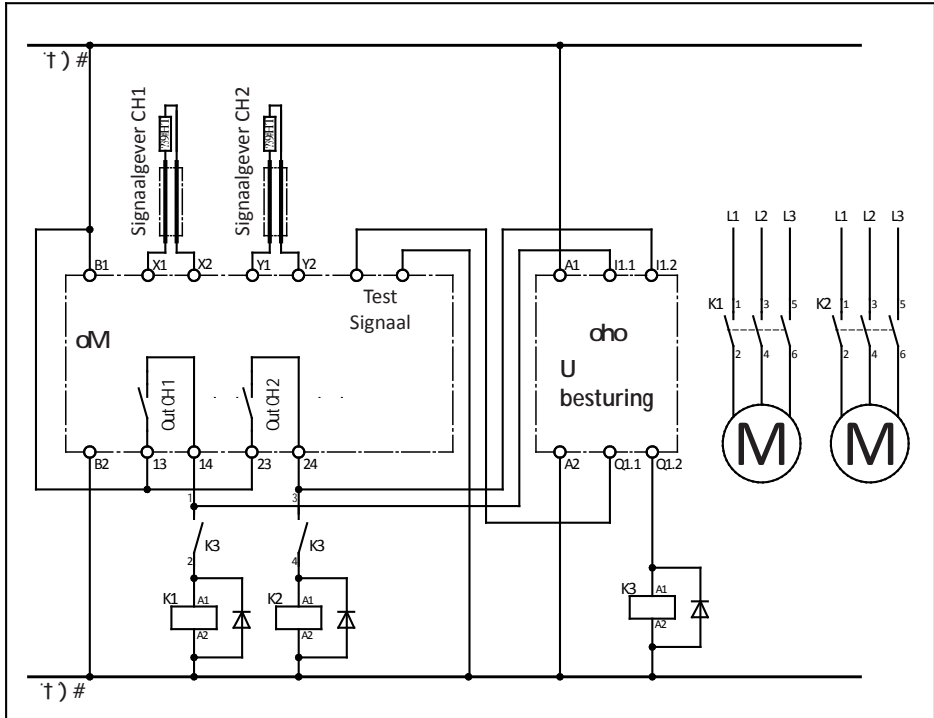 Signaalgever CH1
Signaalgever CH2
L1 L2 L3 L1 L2 L3
B1 X1 X2 Y1 Y2 A1 I1.1 I1.2
Test
Signaal
K1 1 3 5 K2 1 3 5
2 4 6 2 4 6
U
besturing
Out CH1
Out CH2
M M
B2 13 14 23 24 A2 Q1.1 Q1.2
1 3
K3 K3
2 4
K1 A1 K2 A1 K3 A1
A2 A2 A2